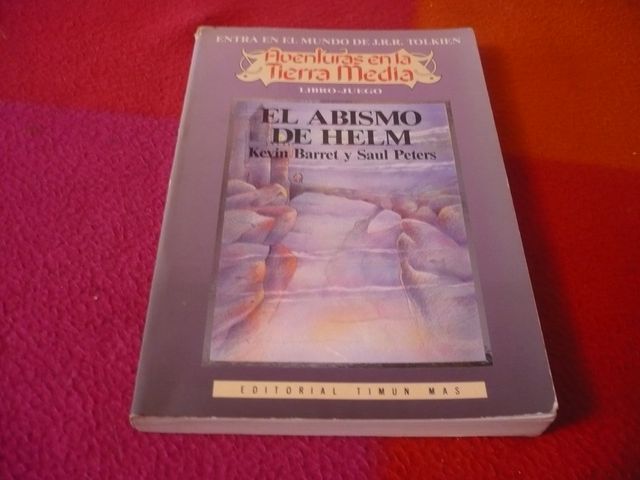 ENTRA EN EL MUNDO DE J.R.R. TOLKIEN
Aventuras en la
Tierra Media
LIBRO-JUEGO
EL ABISMO
DE HELM
Kevin Barret y Saul Peters
EDITORIAL TIMUN MAS